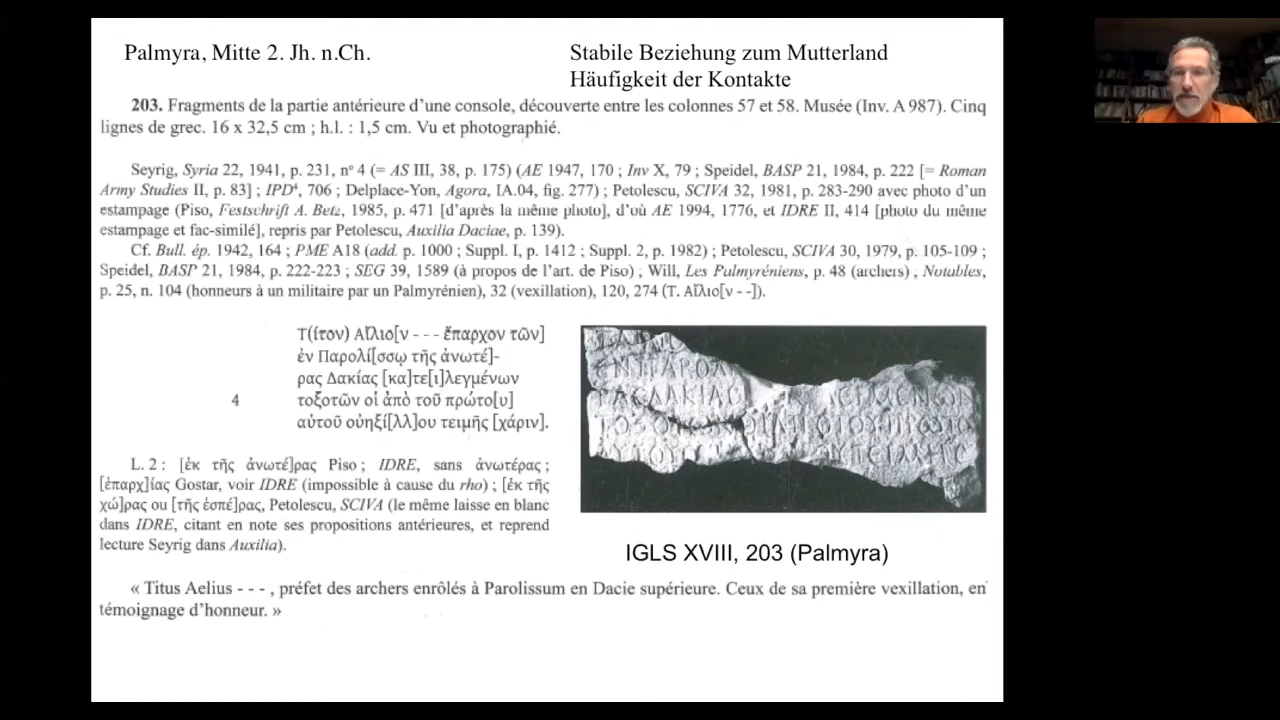 Palmyra, Mitte 2. Jh. n.Ch.
Stabile Beziehung zum Mutterland
Häufigkeit der Kontakte
203. Fragments de la partie antérieure d'une console, découverte entre les colonnes 57 et 58. Musée (Inv. A 987). Cinq
lignes de grec. 16 x 32,5 cm ; h.l. : 1,5 cm. Vu et photographié.
Seyrig, Syria 22, 1941, p. 231, n° 4 (= AS III, 38, p. 175) (AE 1947, 170 ; Inv X, 79 ; Speidel, BASP 21, 1984, p. 222 [= Roman
Army Studies II, p. 83] ; IPD⁴, 706 ; Delplace-Yon, Agora, IA.04, fig. 277) ; Petolescu, SCIVA 32, 1981, p. 283-290 avec photo d'un
estampage (Piso, Festschrift A. Betz, 1985, p. 471 [d'après la même photo], d'où AE 1994, 1776, et IDRE II, 414 [photo du même
estampage et fac-similé], repris par Petolescu, Auxilia Daciae, p. 139).
Cf. Bull. ép. 1942, 164 ; PME A18 (add. p. 1000 ; Suppl. I, p. 1412 ; Suppl. 2, p. 1982) ; Petolescu, SCIVA 30, 1979, p. 105-109 ;
Speidel, BASP 21, 1984, p. 222-223 ; SEG 39, 1589 (à propos de l'art. de Piso) ; Will, Les Palmyréniens, p. 48 (archers) ; Notables,
p. 25, n. 104 (honneurs à un militaire par un Palmyrénien), 32 (vexillation), 120, 274 (T. Αἴλιο[ν - -]).
Τ(ίτον) Αἴλιο[ν - - - ἔπαρχον τῶν]
ἐν Παρολί[σσῳ τῆς ἀνωτέ]-
ρας Δακίας [κα]τε[ι]λεγμένων
4 τοξοτῶν οἱ ἀπὸ τοῦ πρώτο[υ]
αὐτοῦ οὐηξί[λλ]ου τειμῆς [χάριν].
L. 2 : [ἐκ τῆς ἀνωτέ]ρας Piso ; IDRE, sans ἀνωτέρας ;
[ἐπαρχ]ίας Gostar, voir IDRE (impossible à cause du rho) ; [ἐκ τῆς
χώ]ρας ou [τῆς ἑσπέ]ρας, Petolescu, SCIVA (le même laisse en blanc
dans IDRE, citant en note ses propositions antérieures, et reprend
lecture Seyrig dans Auxilia).
IGLS XVIII, 203 (Palmyra)
« Titus Aelius - - - , préfet des archers enrôlés à Parolissum en Dacie supérieure. Ceux de sa première vexillation, en
témoignage d'honneur. »